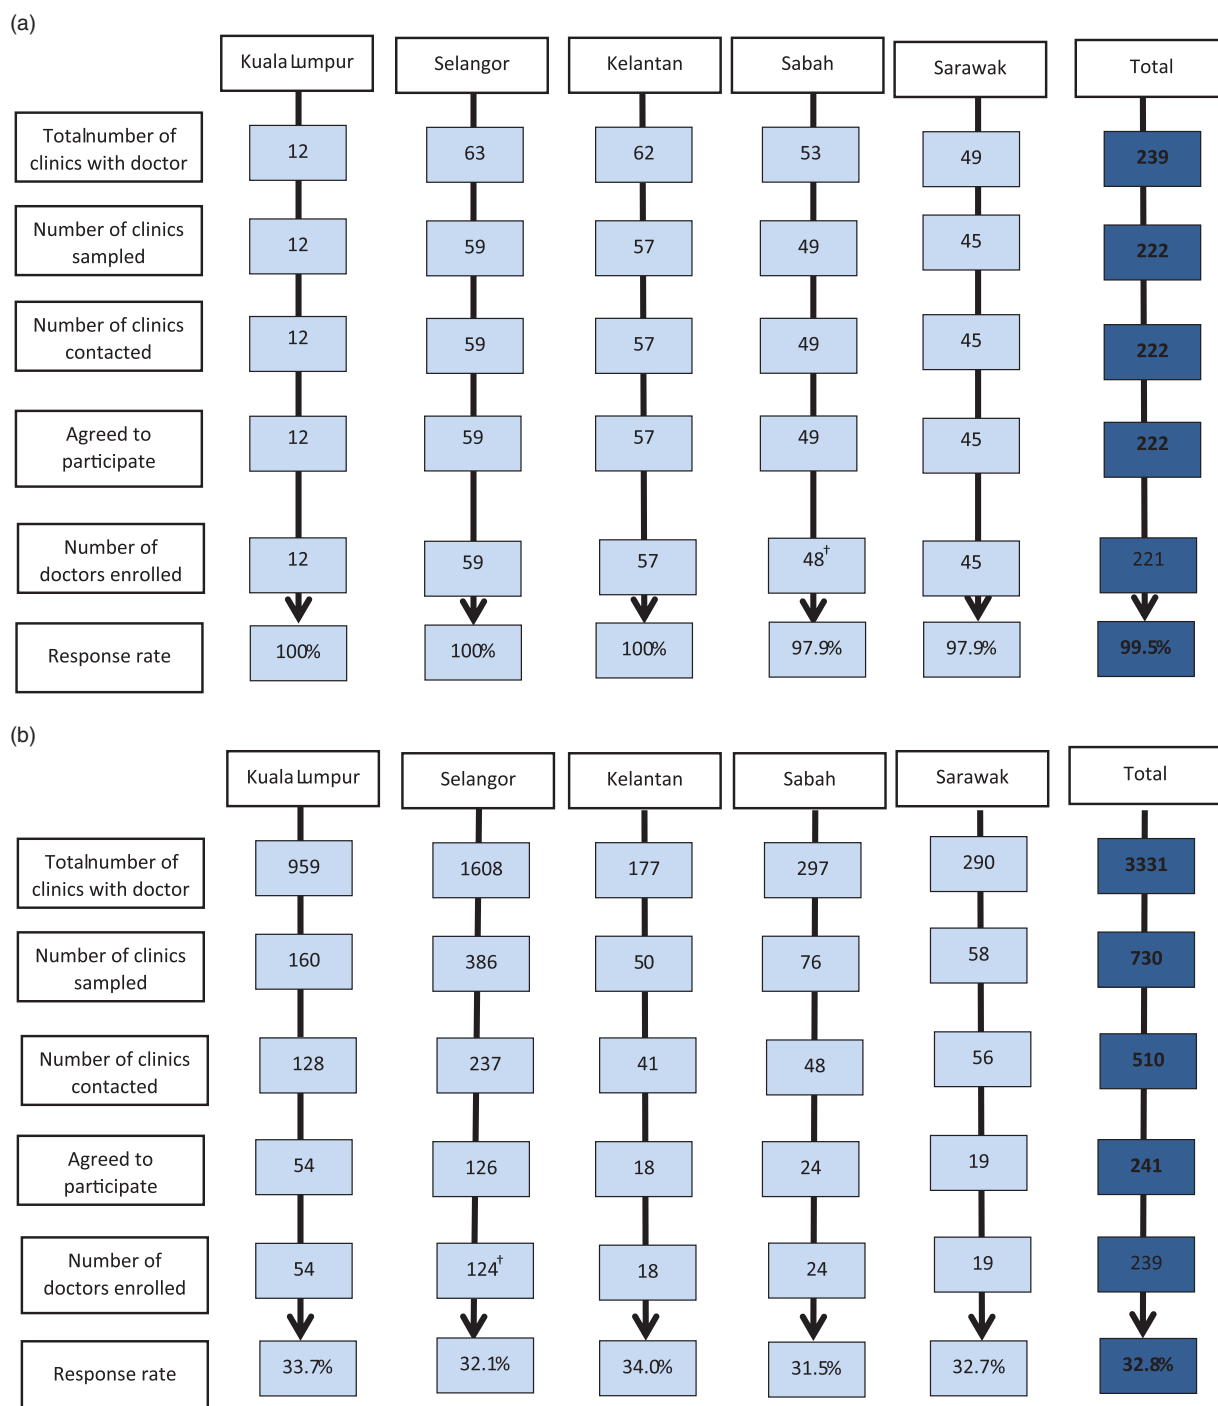 (a)
Kuala Lumpur
Selangor
Kelantan
Sabah
Sarawak
Total
Total number of
clinics with doctor
12
63
62
53
49
239
Number of clinics
sampled
12
59
57
49
45
222
Number of clinics
contacted
12
59
57
49
45
222
Agreed to
participate
12
59
57
49
45
222
Number of
doctors enrolled
12
59
57
48†
45
221
Response rate
100%
100%
100%
97.9%
97.9%
99.5%
(b)
Kuala Lumpur
Selangor
Kelantan
Sabah
Sarawak
Total
Total number of
clinics with doctor
959
1608
177
297
290
3331
Number of clinics
sampled
160
386
50
76
58
730
Number of clinics
contacted
128
237
41
48
56
510
Agreed to
participate
54
126
18
24
19
241
Number of
doctors enrolled
54
124†
18
24
19
239
Response rate
33.7%
32.1%
34.0%
31.5%
32.7%
32.8%